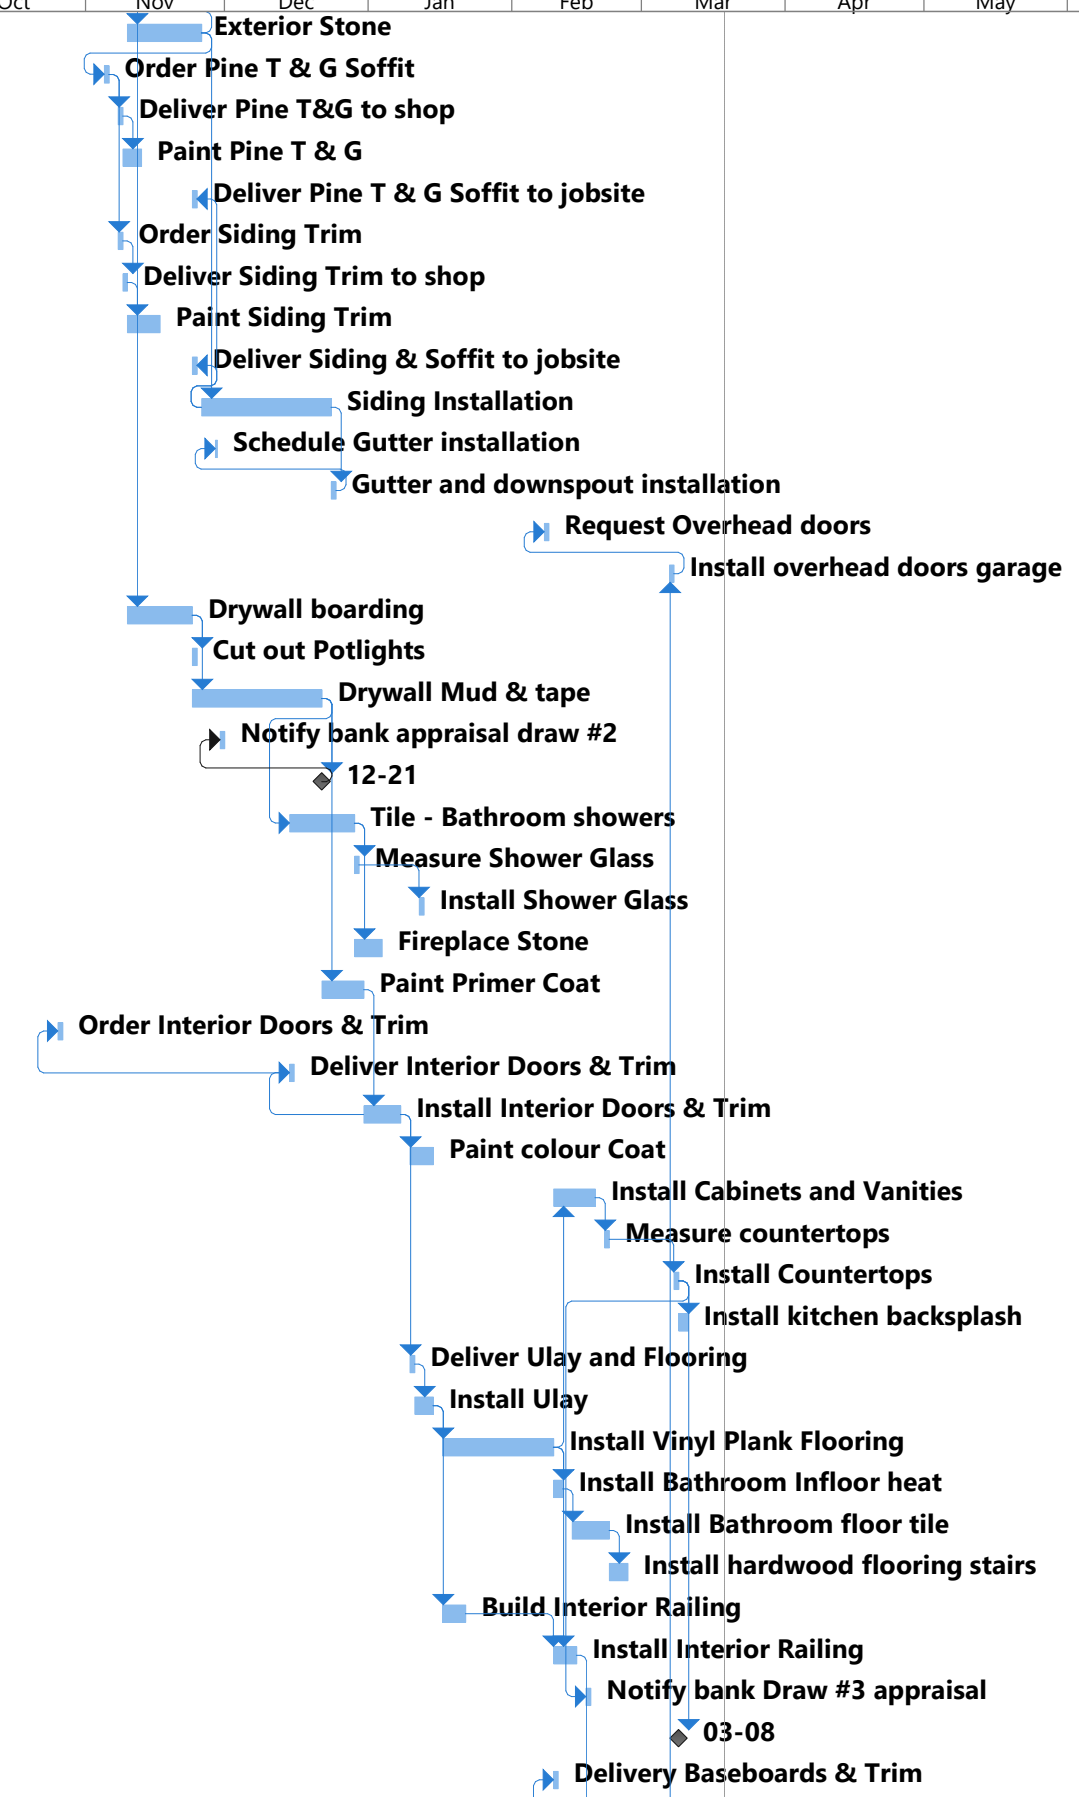 Oct Nov Dec Jan Feb Mar Apr May
Exterior Stone
Order Pine T & G Soffit
Deliver Pine T&G to shop
Paint Pine T & G
Deliver Pine T & G Soffit to jobsite
Order Siding Trim
Deliver Siding Trim to shop
Paint Siding Trim
Deliver Siding & Soffit to jobsite
Siding Installation
Schedule Gutter installation
Gutter and downspout installation
Request Overhead doors
Install overhead doors garage
Drywall boarding
Cut out Potlights
Drywall Mud & tape
Notify bank appraisal draw #2
12-21
Tile - Bathroom showers
Measure Shower Glass
Install Shower Glass
Fireplace Stone
Paint Primer Coat
Order Interior Doors & Trim
Deliver Interior Doors & Trim
Install Interior Doors & Trim
Paint colour Coat
Install Cabinets and Vanities
Measure countertops
Install Countertops
Install kitchen backsplash
Deliver Ulay and Flooring
Install Ulay
Install Vinyl Plank Flooring
Install Bathroom Infloor heat
Install Bathroom floor tile
Install hardwood flooring stairs
Build Interior Railing
Install Interior Railing
Notify bank Draw #3 appraisal
03-08
Delivery Baseboards & Trim